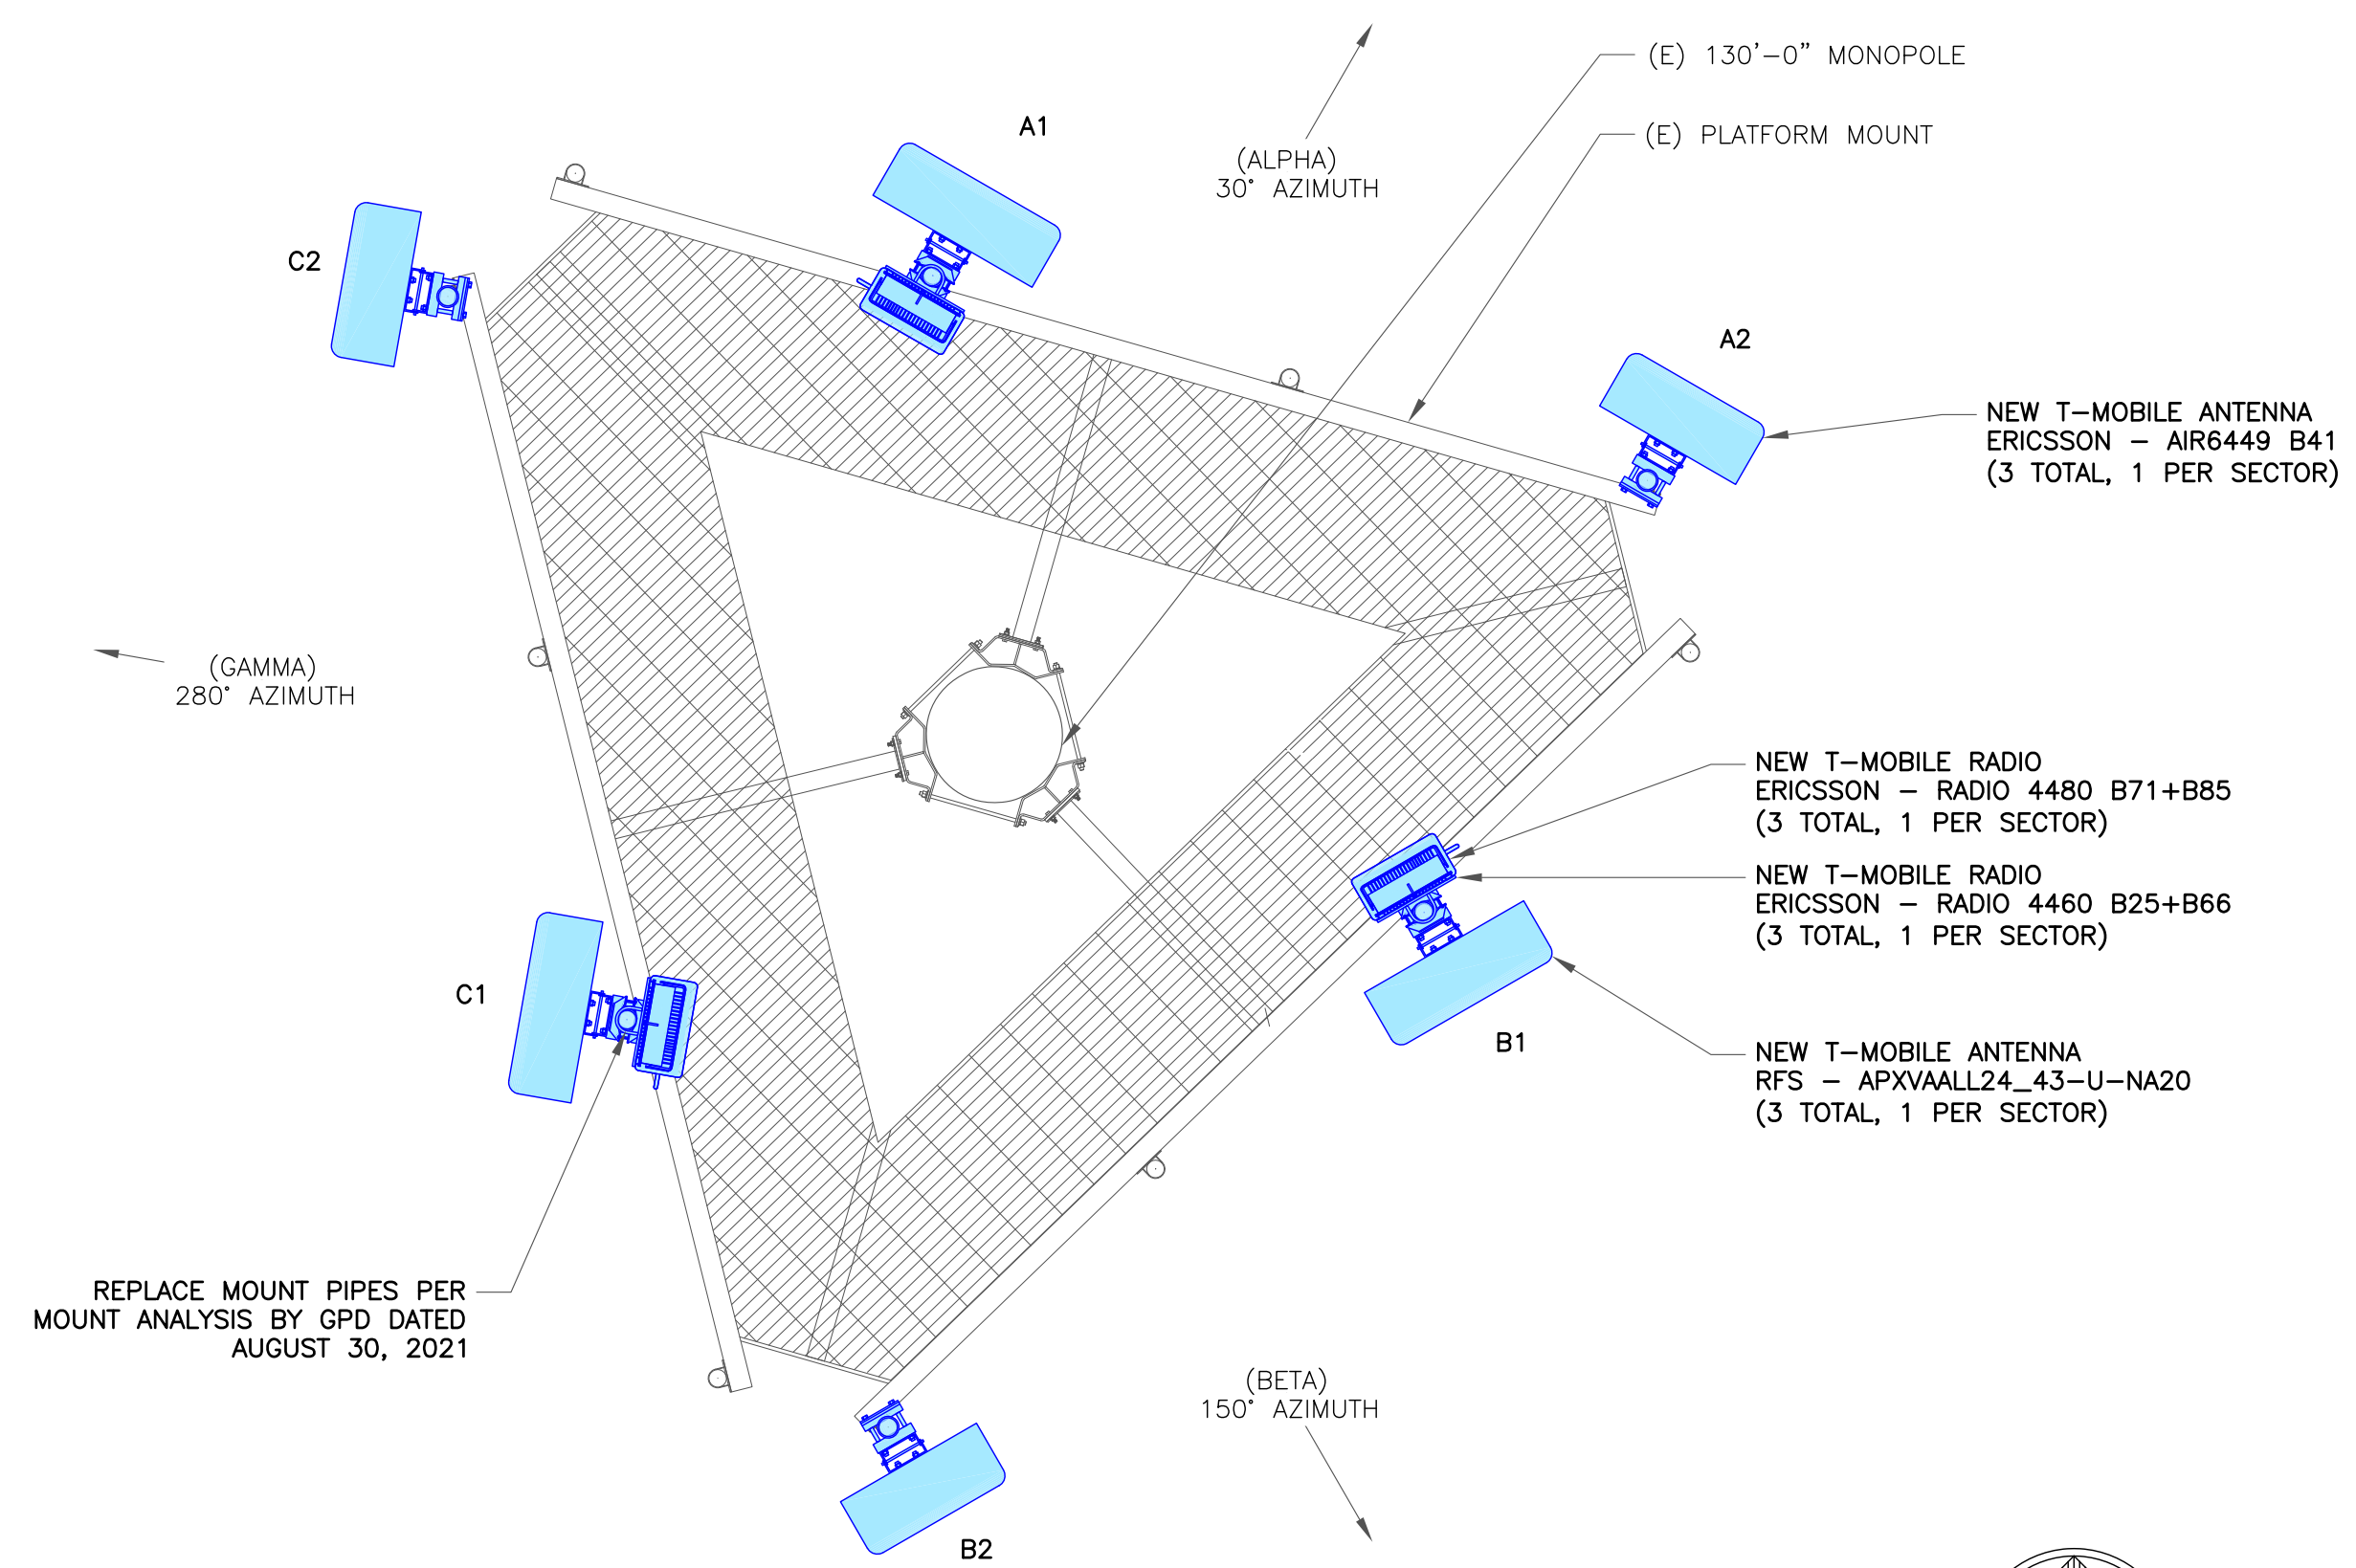 (E) 130'-0" MONOPOLE
(E) PLATFORM MOUNT
A1
(ALPHA)
30° AZIMUTH
C2
A2
NEW T-MOBILE ANTENNA
ERICSSON - AIR6449 B41
(3 TOTAL, 1 PER SECTOR)
(GAMMA)
280° AZIMUTH
NEW T-MOBILE RADIO
ERICSSON - RADIO 4480 B71+B85
(3 TOTAL, 1 PER SECTOR)
NEW T-MOBILE RADIO
ERICSSON - RADIO 4460 B25+B66
(3 TOTAL, 1 PER SECTOR)
C1
B1
NEW T-MOBILE ANTENNA
RFS - APXVAALL24_43-U-NA20
(3 TOTAL, 1 PER SECTOR)
REPLACE MOUNT PIPES PER
MOUNT ANALYSIS BY GPD DATED
AUGUST 30, 2021
(BETA)
150° AZIMUTH
B2